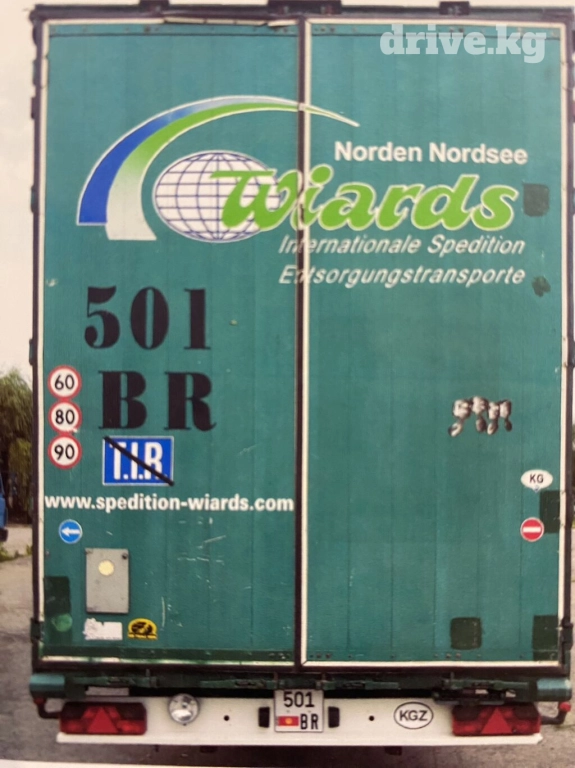 drive.kg
Norden Nordsee
Wiards
Internationale Spedition
Entsorgungstransporte
501
BR
60
80
90
T.I.R
KG
www.spedition-wiards.com
501
BR
KGZ